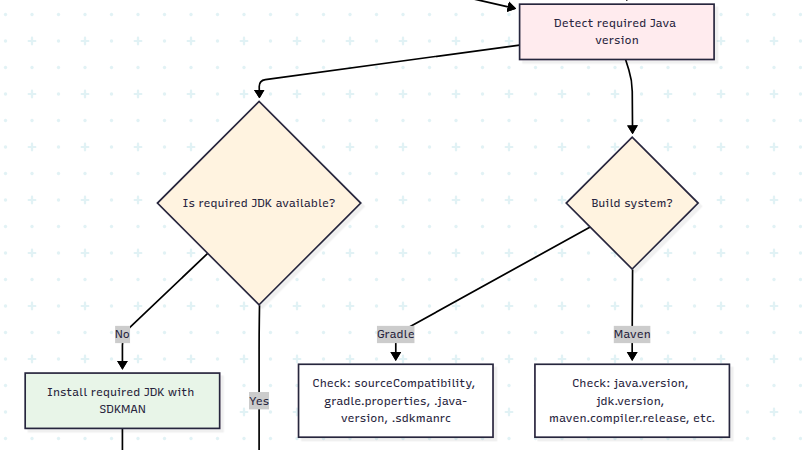 Detect required Java
version
Is required JDK available?
Build system?
No
Gradle
Maven
Install required JDK with
SDKMAN
Yes
Check: sourceCompatibility,
gradle.properties, .java-
version, .sdkmanrc
Check: java.version,
jdk.version,
maven.compiler.release, etc.